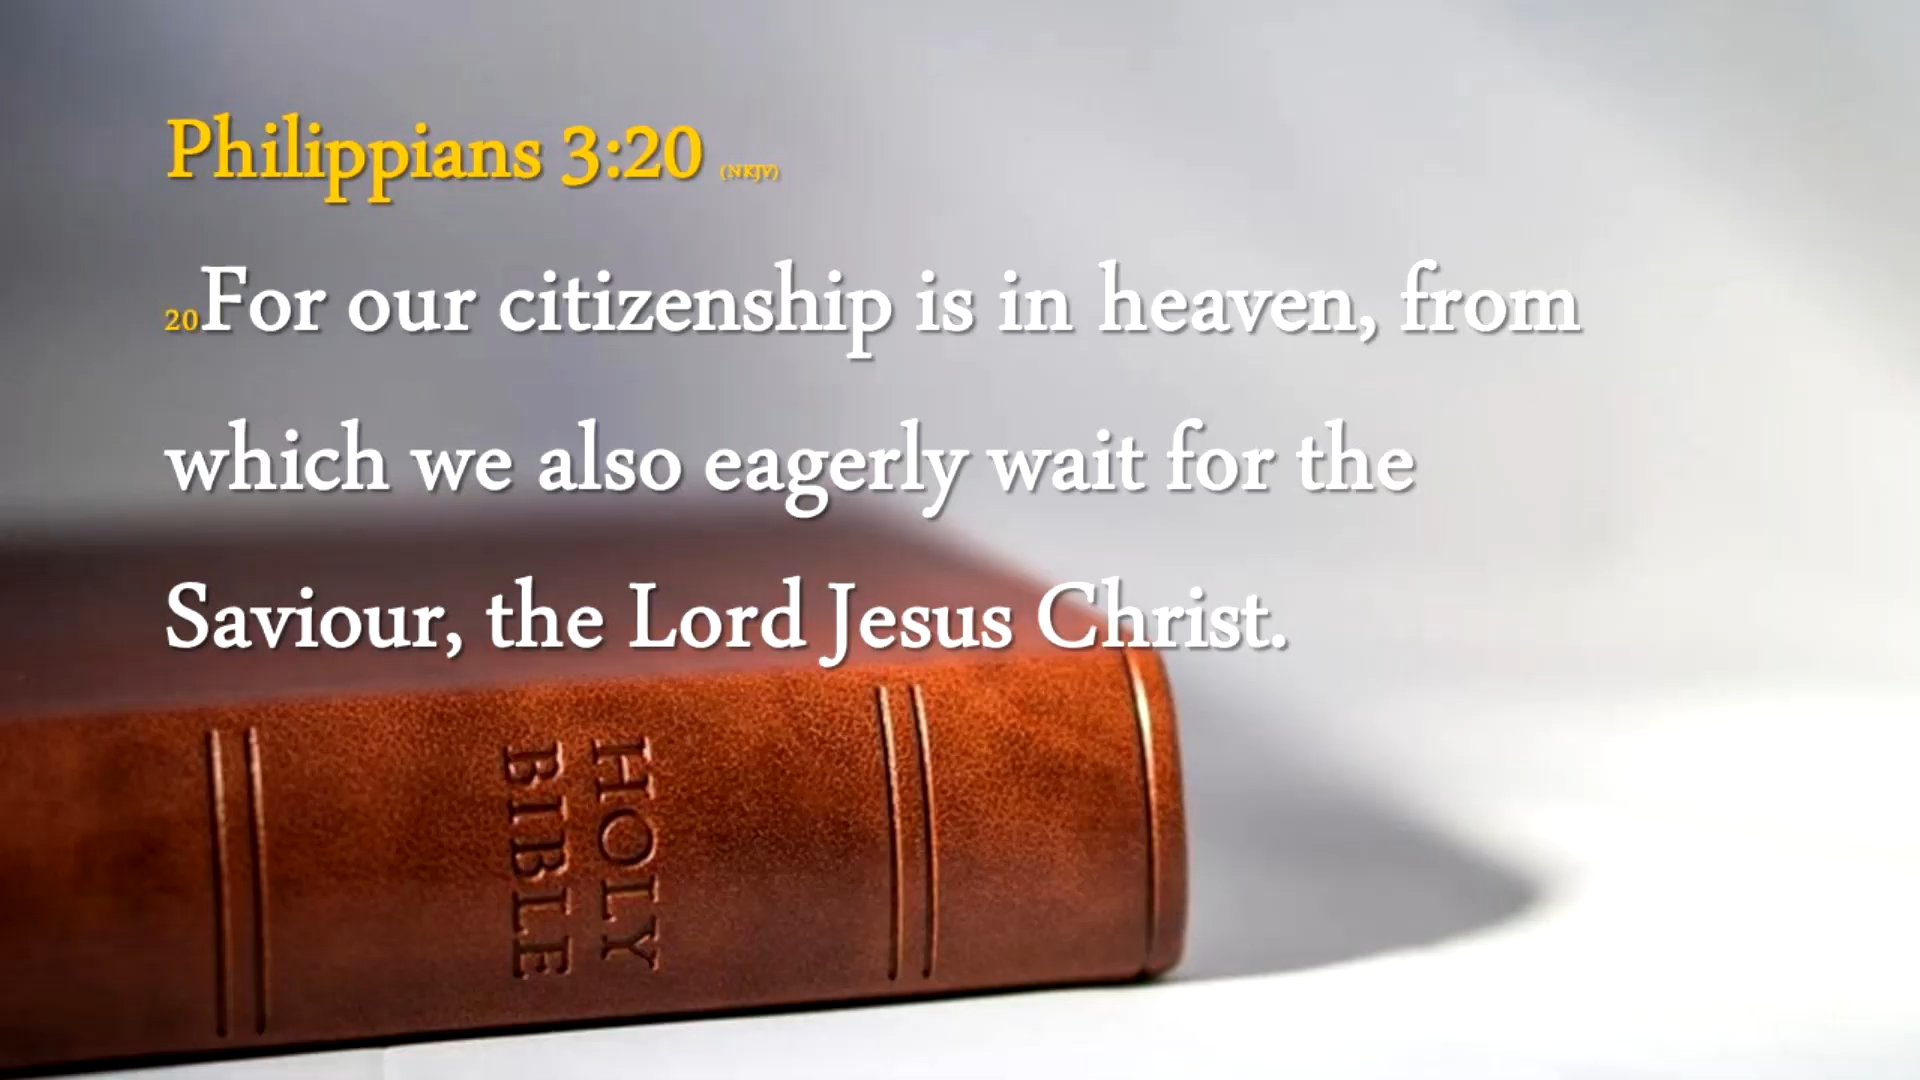 Philippians 3:20 (NKJV)
20For our citizenship is in heaven, from
which we also eagerly wait for the
Saviour, the Lord Jesus Christ.
HOLY
BIBLE